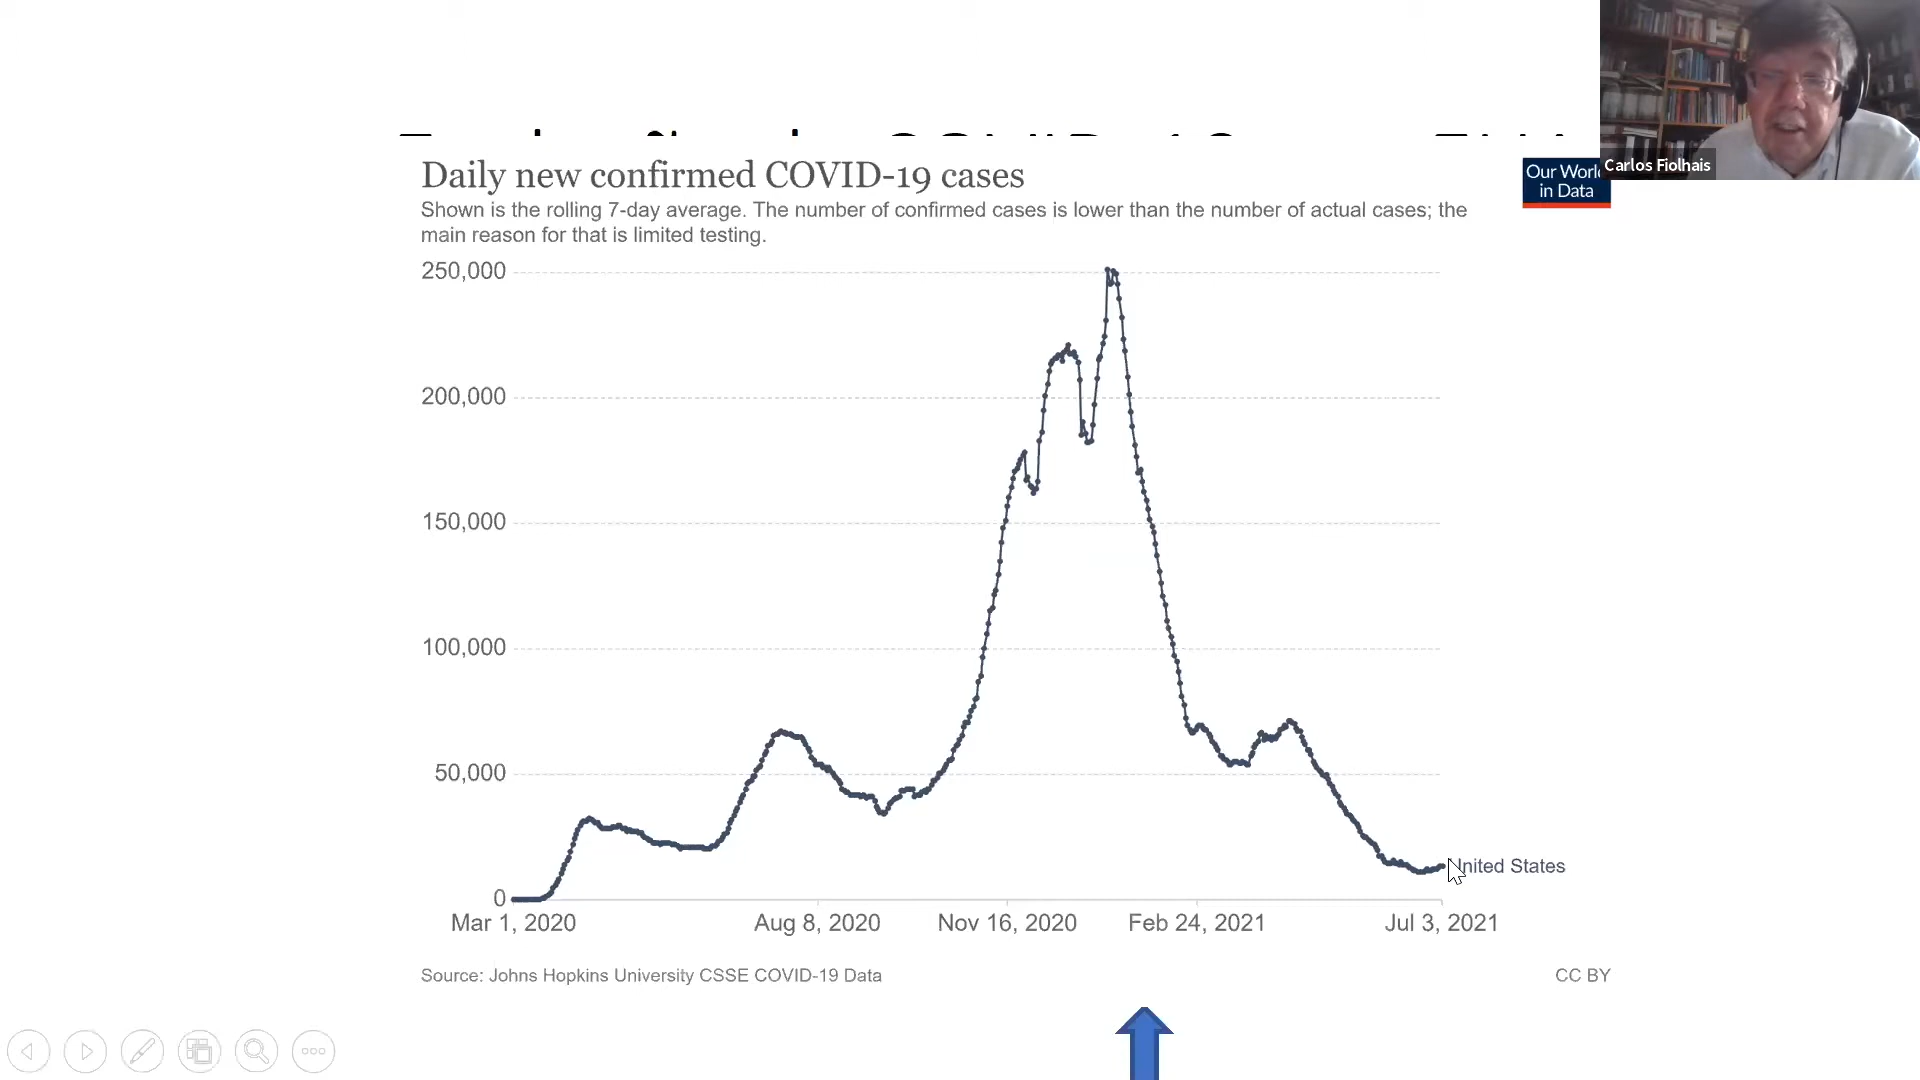 Daily new confirmed COVID-19 cases
Shown is the rolling 7-day average. The number of confirmed cases is lower than the number of actual cases; the
main reason for that is limited testing.
Our World
in Data
Carlos Fiolhais
250,000
200,000
150,000
100,000
50,000
0
United States
Mar 1, 2020
Aug 8, 2020
Nov 16, 2020
Feb 24, 2021
Jul 3, 2021
Source: Johns Hopkins University CSSE COVID-19 Data
CC BY